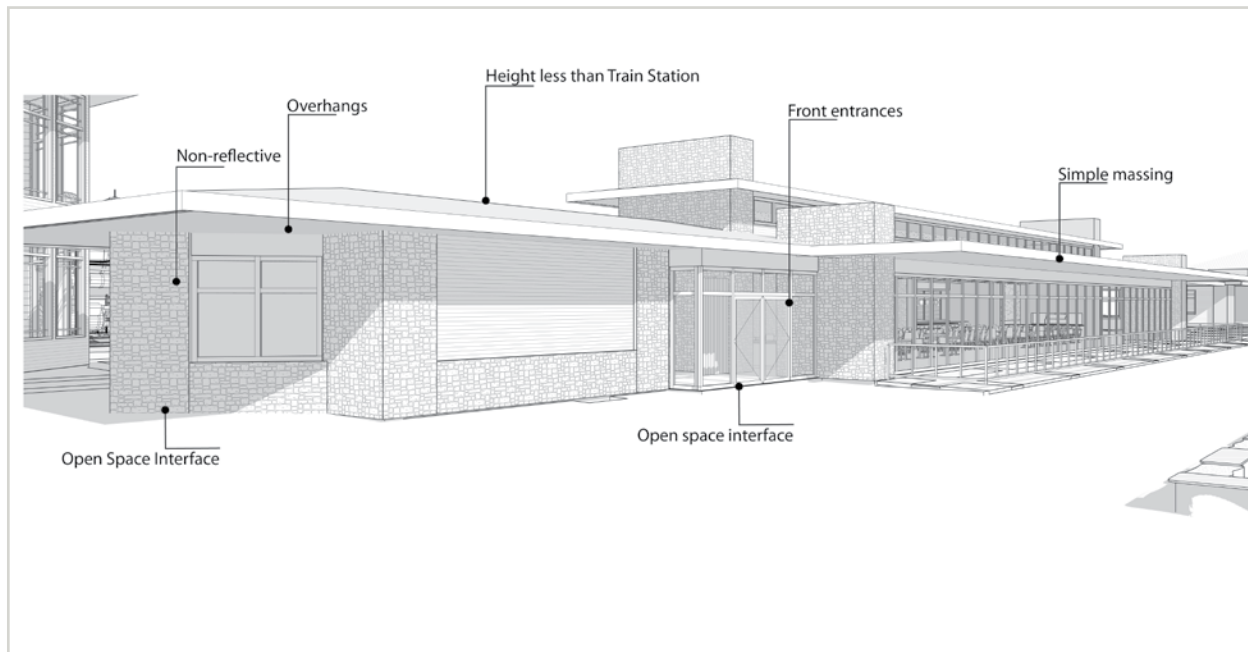 Height less than Train Station
Overhangs
Front entrances
Non-reflective
Simple massing
Open space interface
Open Space Interface